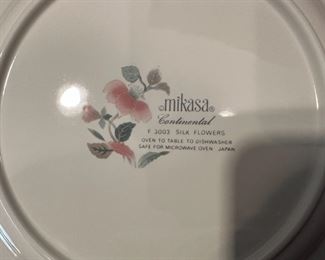 ©mikasa®
Continental
F 3003 SILK FLOWERS
OVEN TO TABLE TO DISHWASHER
SAFE FOR MICROWAVE OVEN JAPAN